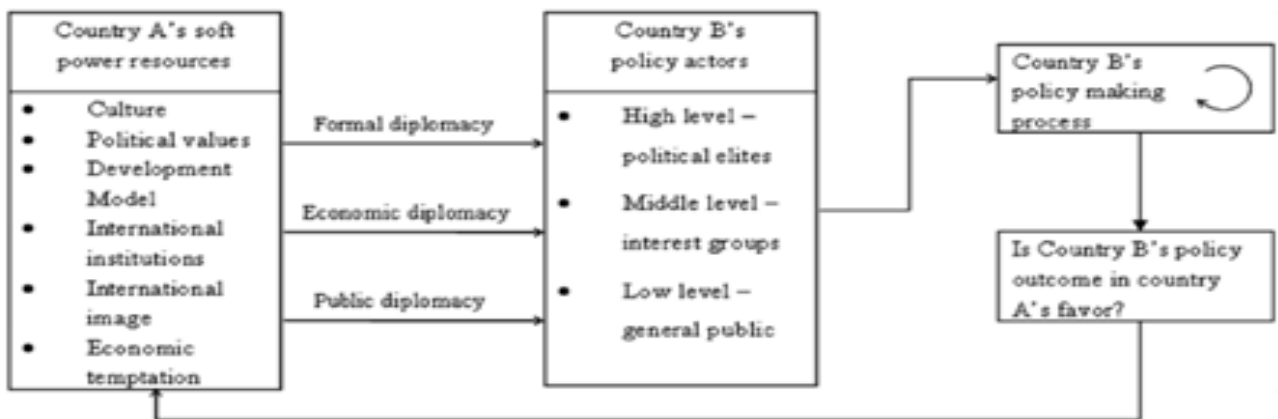 Country A's soft
power resources
• Culture
• Political values
• Development
Model
• International
institutions
• International
image
• Economic
temptation
Formal diplomacy
Economic diplomacy
Public diplomacy
Country B's
policy actors
• High level –
political elites
• Middle level –
interest groups
• Low level –
general public
Country B's
policy making
process
Is Country B's policy
outcome in country
A's favor?